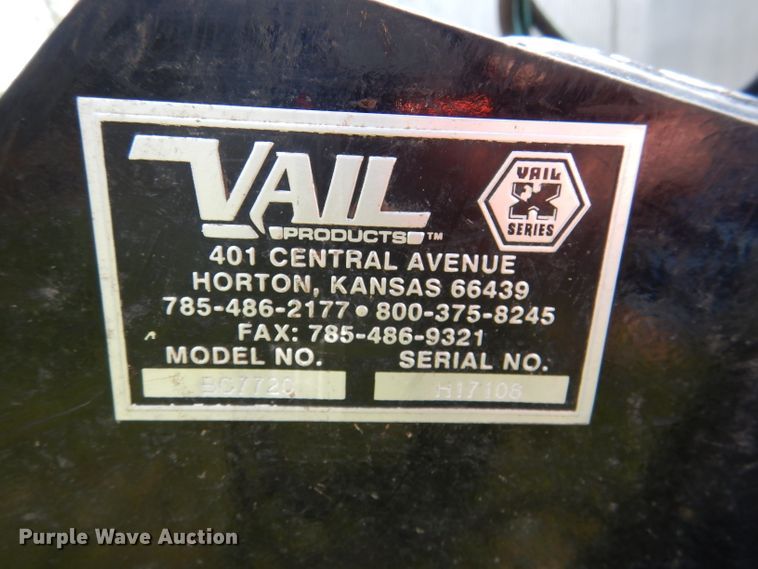 VAIL
PRODUCTS™
VAIL
X
SERIES
401 CENTRAL AVENUE
HORTON, KANSAS 66439
785-486-2177 • 800-375-8245
FAX: 785-486-9321
MODEL NO. SERIAL NO.
BC7720 H17108
Purple Wave Auction